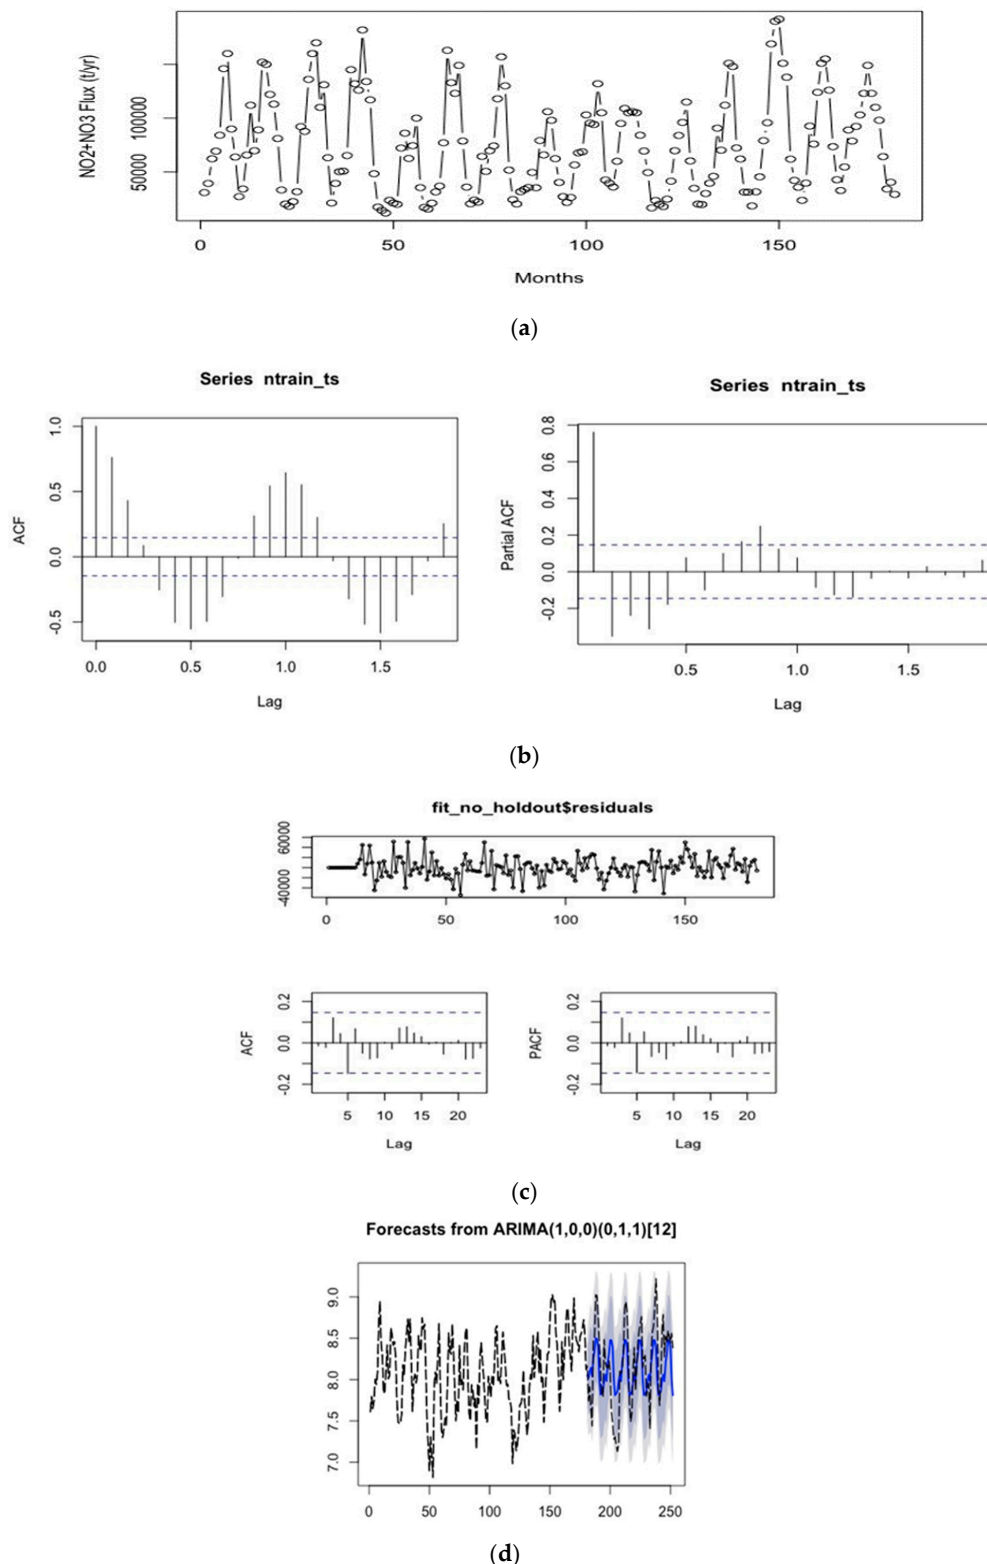 NO2+NO3 Flux (t/yr)
50000 100000
0 50 100 150
Months
(a)
Series ntrain_ts
ACF
-0.5 0.0 0.5 1.0
0.0 0.5 1.0 1.5
Lag
Series ntrain_ts
Partial ACF
-0.2 0.0 0.2 0.4 0.6 0.8
0.5 1.0 1.5
Lag
(b)
fit_no_holdout$residuals
-40000 60000
0 50 100 150
ACF
-0.2 0.0 0.2
5 10 15 20
Lag
PACF
-0.2 0.0 0.2
5 10 15 20
Lag
(c)
Forecasts from ARIMA(1,0,0)(0,1,1)[12]
7.0 7.5 8.0 8.5 9.0
0 50 100 150 200 250
(d)